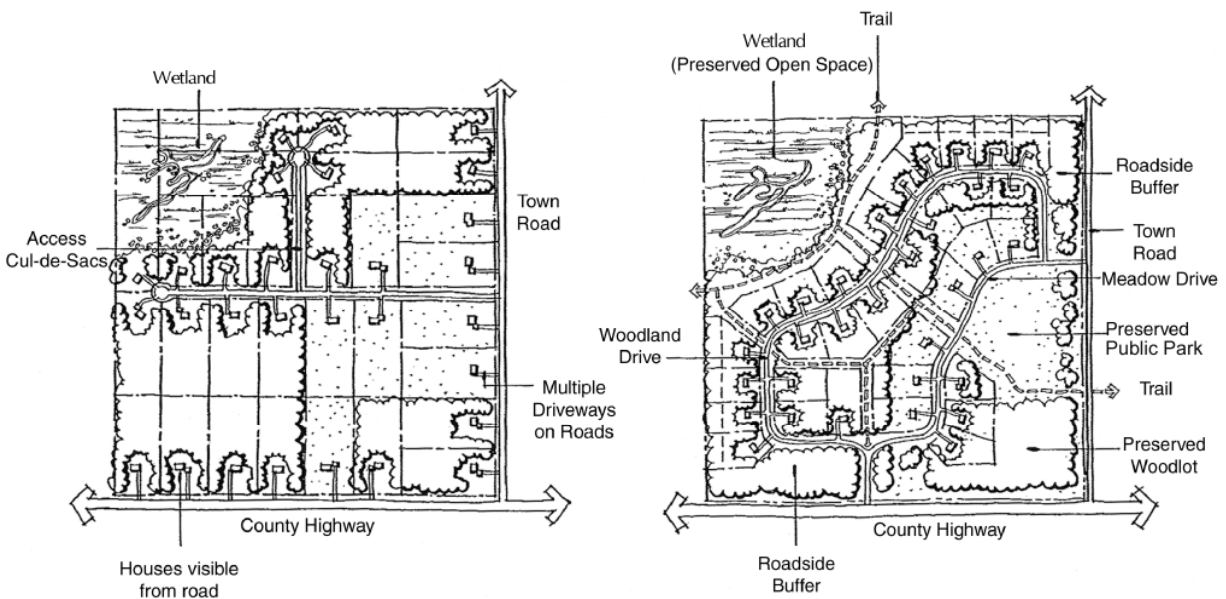 Wetland
Town
Road
Access
Cul-de-Sacs
Multiple
Driveways
on Roads
County Highway
Houses visible
from road
Trail
Wetland
(Preserved Open Space)
Roadside
Buffer
Town
Road
Meadow Drive
Woodland
Drive
Preserved
Public Park
Trail
Preserved
Woodlot
County Highway
Roadside
Buffer